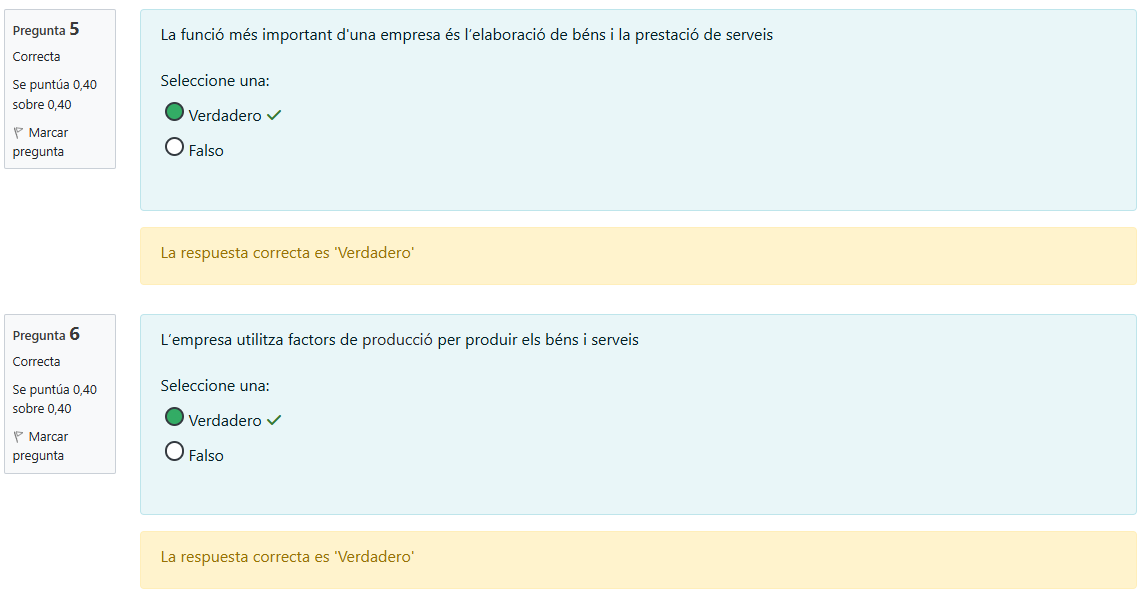 Pregunta 5
Correcta
Se puntúa 0,40
sobre 0,40
Marcar
pregunta
La funció més important d'una empresa és l’elaboració de béns i la prestació de serveis
Seleccione una:
Verdadero
Falso
La respuesta correcta es 'Verdadero'
Pregunta 6
Correcta
Se puntúa 0,40
sobre 0,40
Marcar
pregunta
L’empresa utilitza factors de producció per produir els béns i serveis
Seleccione una:
Verdadero
Falso
La respuesta correcta es 'Verdadero'